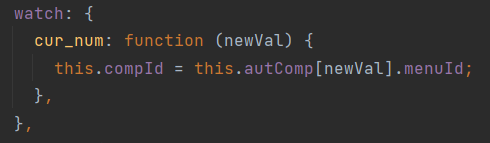 watch: {
cur_num: function (newVal) {
this.compId = this.autComp[newVal].menuId;
},
},